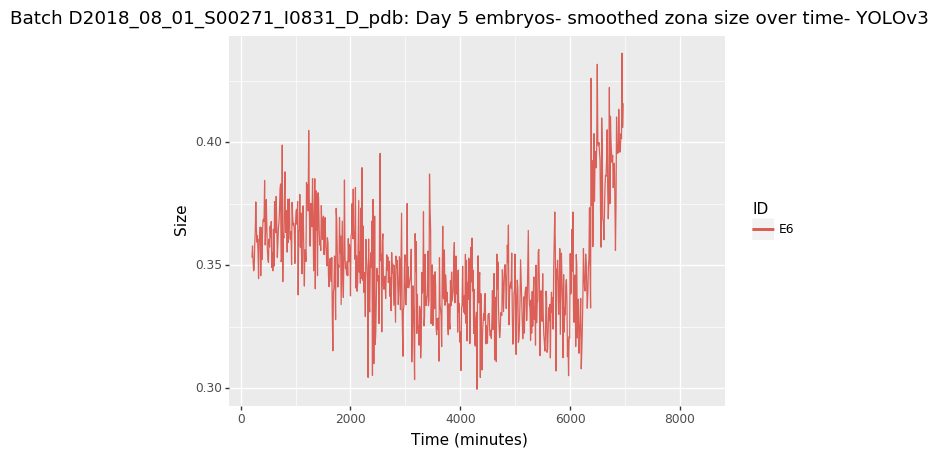 Batch D2018_08_01_S00271_I0831_D_pdb: Day 5 embryos- smoothed zona size over time- YOLOv3
0.40
0.35
0.30
Size
0
2000
4000
6000
8000
Time (minutes)
ID
E6